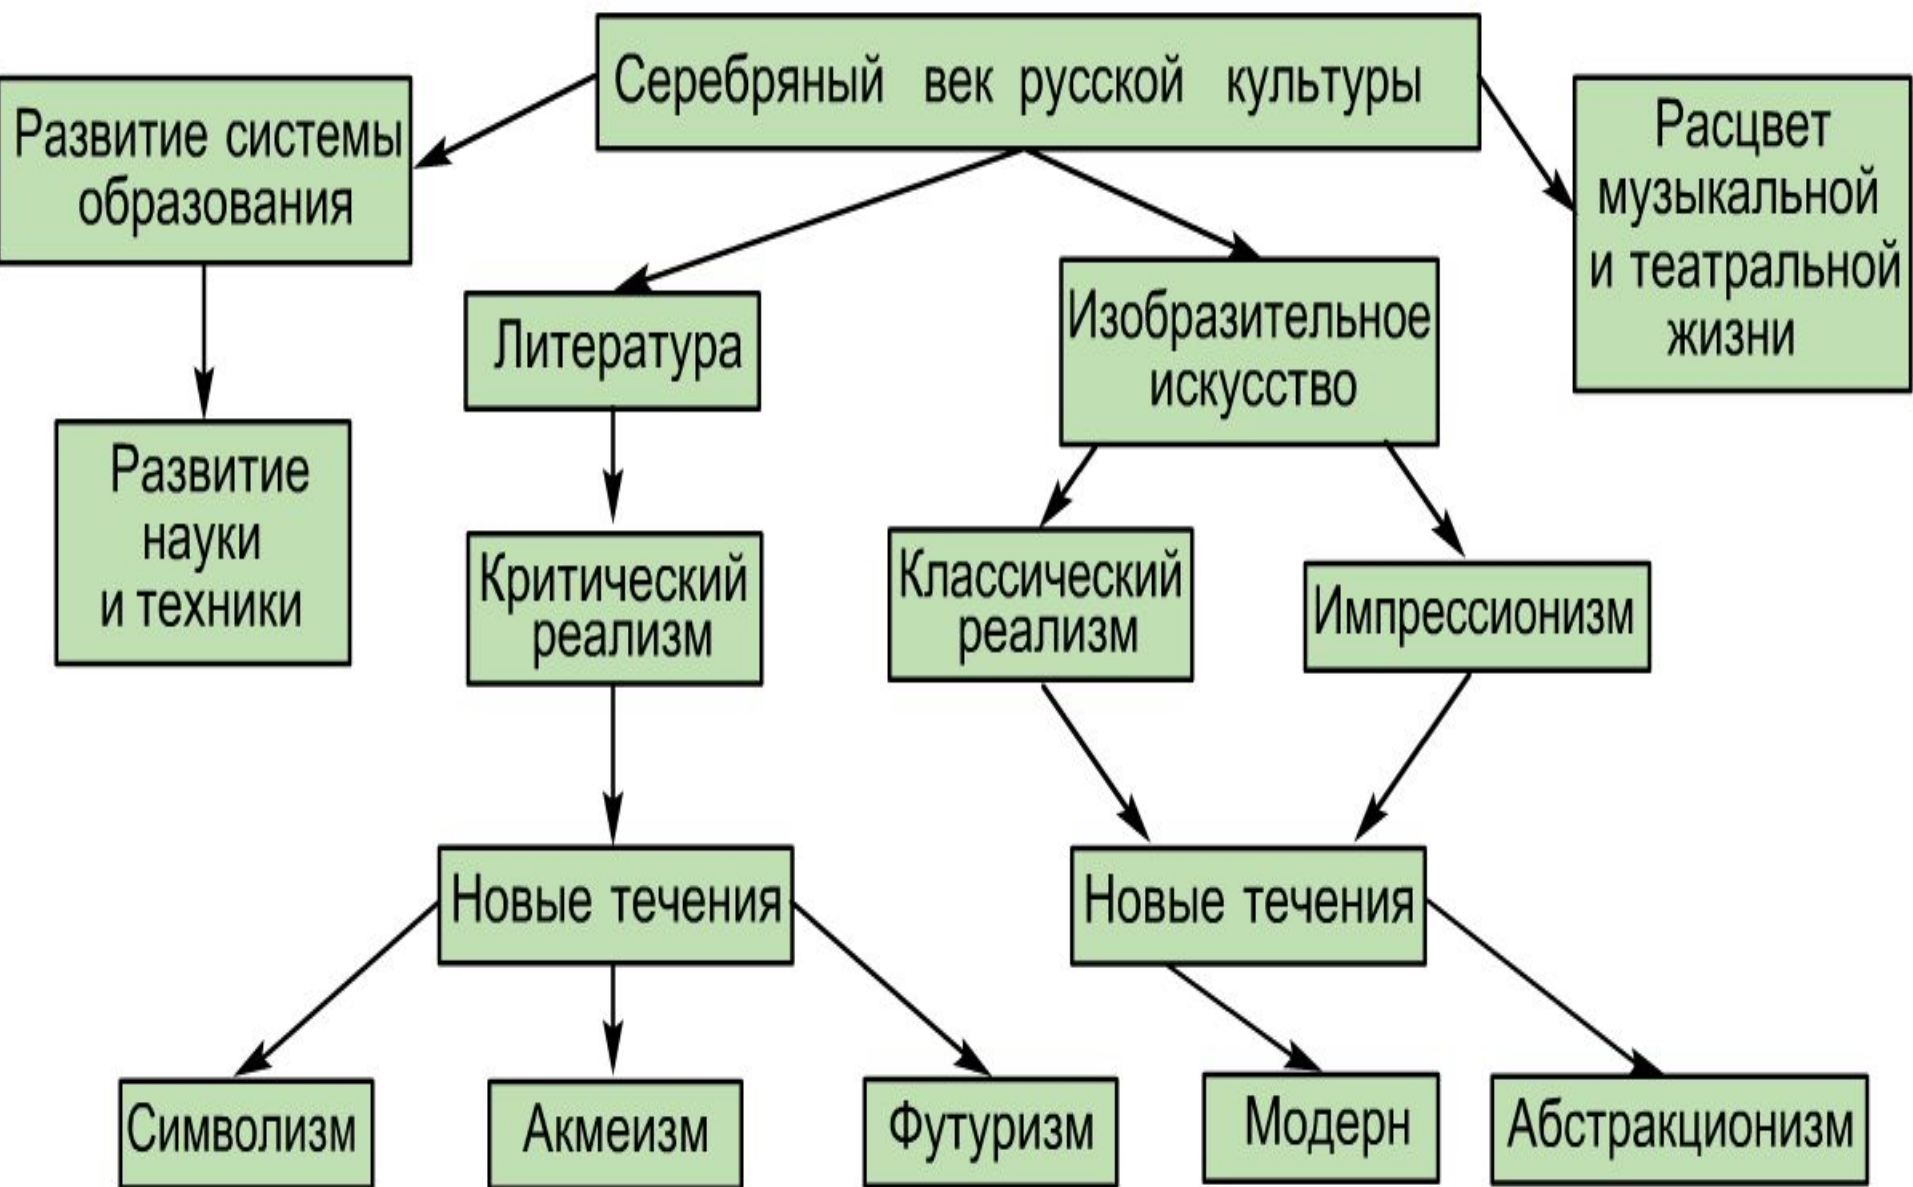 Серебряный век русской культуры
Развитие системы
образования
Расцвет
музыкальной
и театральной
жизни
Литература
Изобразительное
искусство
Развитие
науки
и техники
Критический
реализм
Классический
реализм
Импрессионизм
Новые течения
Новые течения
Символизм
Акмеизм
Футуризм
Модерн
Абстракционизм